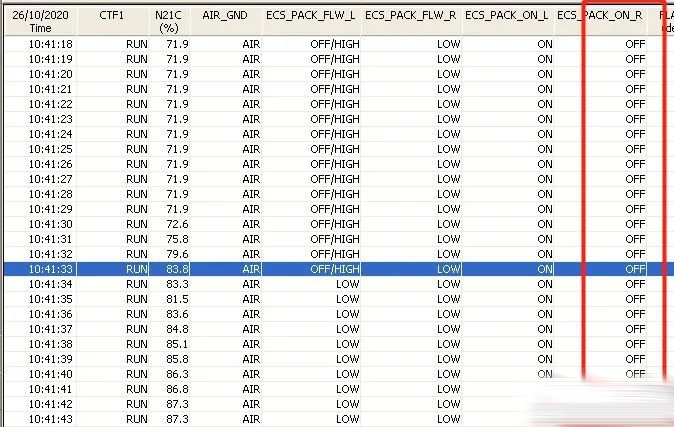 26/10/2020 Time CTF1 N21C (%) AIR_GND ECS_PACK_FLW_L ECS_PACK_FLW_R ECS_PACK_ON_L ECS_PACK_ON_R
10:41:18 RUN 71.9 AIR OFF/HIGH LOW ON OFF
10:41:19 RUN 71.9 AIR OFF/HIGH LOW ON OFF
10:41:20 RUN 71.9 AIR OFF/HIGH LOW ON OFF
10:41:21 RUN 71.9 AIR OFF/HIGH LOW ON OFF
10:41:22 RUN 71.9 AIR OFF/HIGH LOW ON OFF
10:41:23 RUN 71.9 AIR OFF/HIGH LOW ON OFF
10:41:24 RUN 71.9 AIR OFF/HIGH LOW ON OFF
10:41:25 RUN 71.9 AIR OFF/HIGH LOW ON OFF
10:41:26 RUN 71.9 AIR OFF/HIGH LOW ON OFF
10:41:27 RUN 71.9 AIR OFF/HIGH LOW ON OFF
10:41:28 RUN 71.9 AIR OFF/HIGH LOW ON OFF
10:41:29 RUN 71.9 AIR OFF/HIGH LOW ON OFF
10:41:30 RUN 72.6 AIR OFF/HIGH LOW ON OFF
10:41:31 RUN 75.8 AIR OFF/HIGH LOW ON OFF
10:41:32 RUN 79.6 AIR OFF/HIGH LOW ON OFF
10:41:33 RUN 83.8 AIR OFF/HIGH LOW ON OFF
10:41:34 RUN 83.3 AIR LOW LOW ON OFF
10:41:35 RUN 81.5 AIR LOW LOW ON OFF
10:41:36 RUN 83.6 AIR LOW LOW ON OFF
10:41:37 RUN 84.8 AIR LOW LOW ON OFF
10:41:38 RUN 85.1 AIR LOW LOW ON OFF
10:41:39 RUN 85.8 AIR LOW LOW ON OFF
10:41:40 RUN 86.3 AIR LOW LOW ON OFF
10:41:41 RUN 86.8 AIR LOW LOW ON
10:41:42 RUN 87.3 AIR LOW LOW ON
10:41:43 RUN 87.3 AIR LOW LOW ON OFF